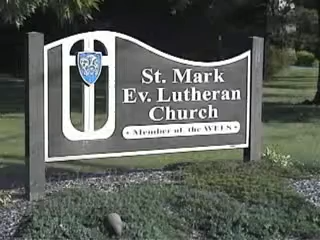 St. Mark
Ev. Lutheran
Church
• Member of the WELS •